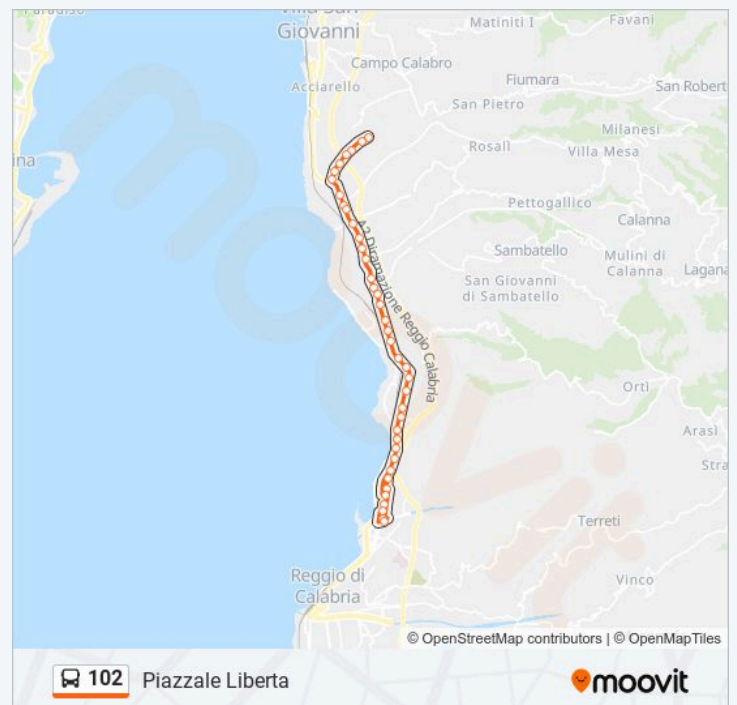 Paradiso
Villa San
Giovanni
Matiniti I
Favani
Campo Calabro
Acciarello
Fiumara
San Robert
San Pietro
Milanesi
Rosalì
Villa Mesa
ina
Pettogallico
Calanna
A2 Diramazione Reggio Calabria
Sambatello
Mulini di
Calanna
Lagana
San Giovanni
di Sambatello
Ortì
Arasì
Stra
Terreti
Reggio di
Calabria
Vinco
moovit
© OpenStreetMap contributors | © OpenMapTiles
102
Piazzale Liberta
moovit